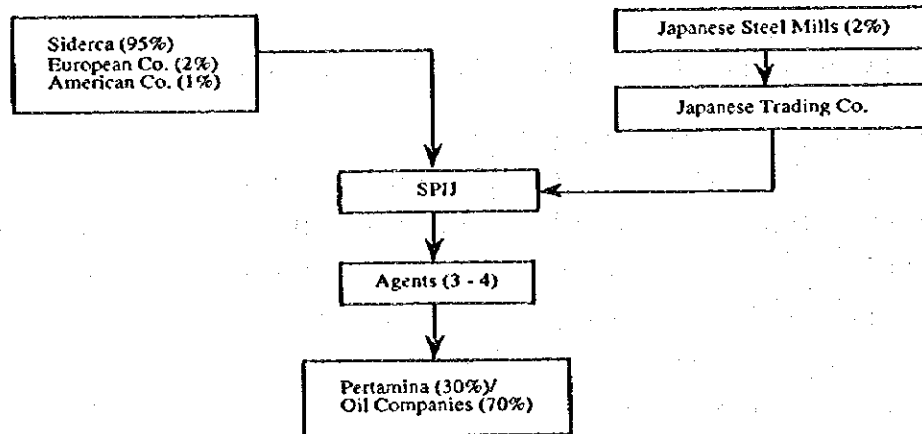 Siderca (95%)
European Co. (2%)
American Co. (1%)
Japanese Steel Mills (2%)
Japanese Trading Co.
SPIJ
Agents (3 - 4)
Pertamina (30%)/
Oil Companies (70%)